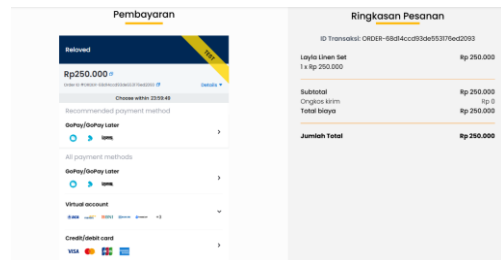 Pembayaran
Reloved
TEST
Rp250.000
Details
Choose within 23:59:48
Recommended payment method
GoPay/GoPay Later
All payment methods
GoPay/GoPay Later
Virtual account
+3
Credit/debit card
VISA
Ringkasan Pesanan
ID Transaksi: ORDER-68d14ccd93de553176ed2093
Layla Linen Set Rp 250.000
1 x Rp 250.000
Subtotal Rp 250.000
Ongkos kirim Rp 0
Total biaya Rp 250.000
Jumlah Total Rp 250.000